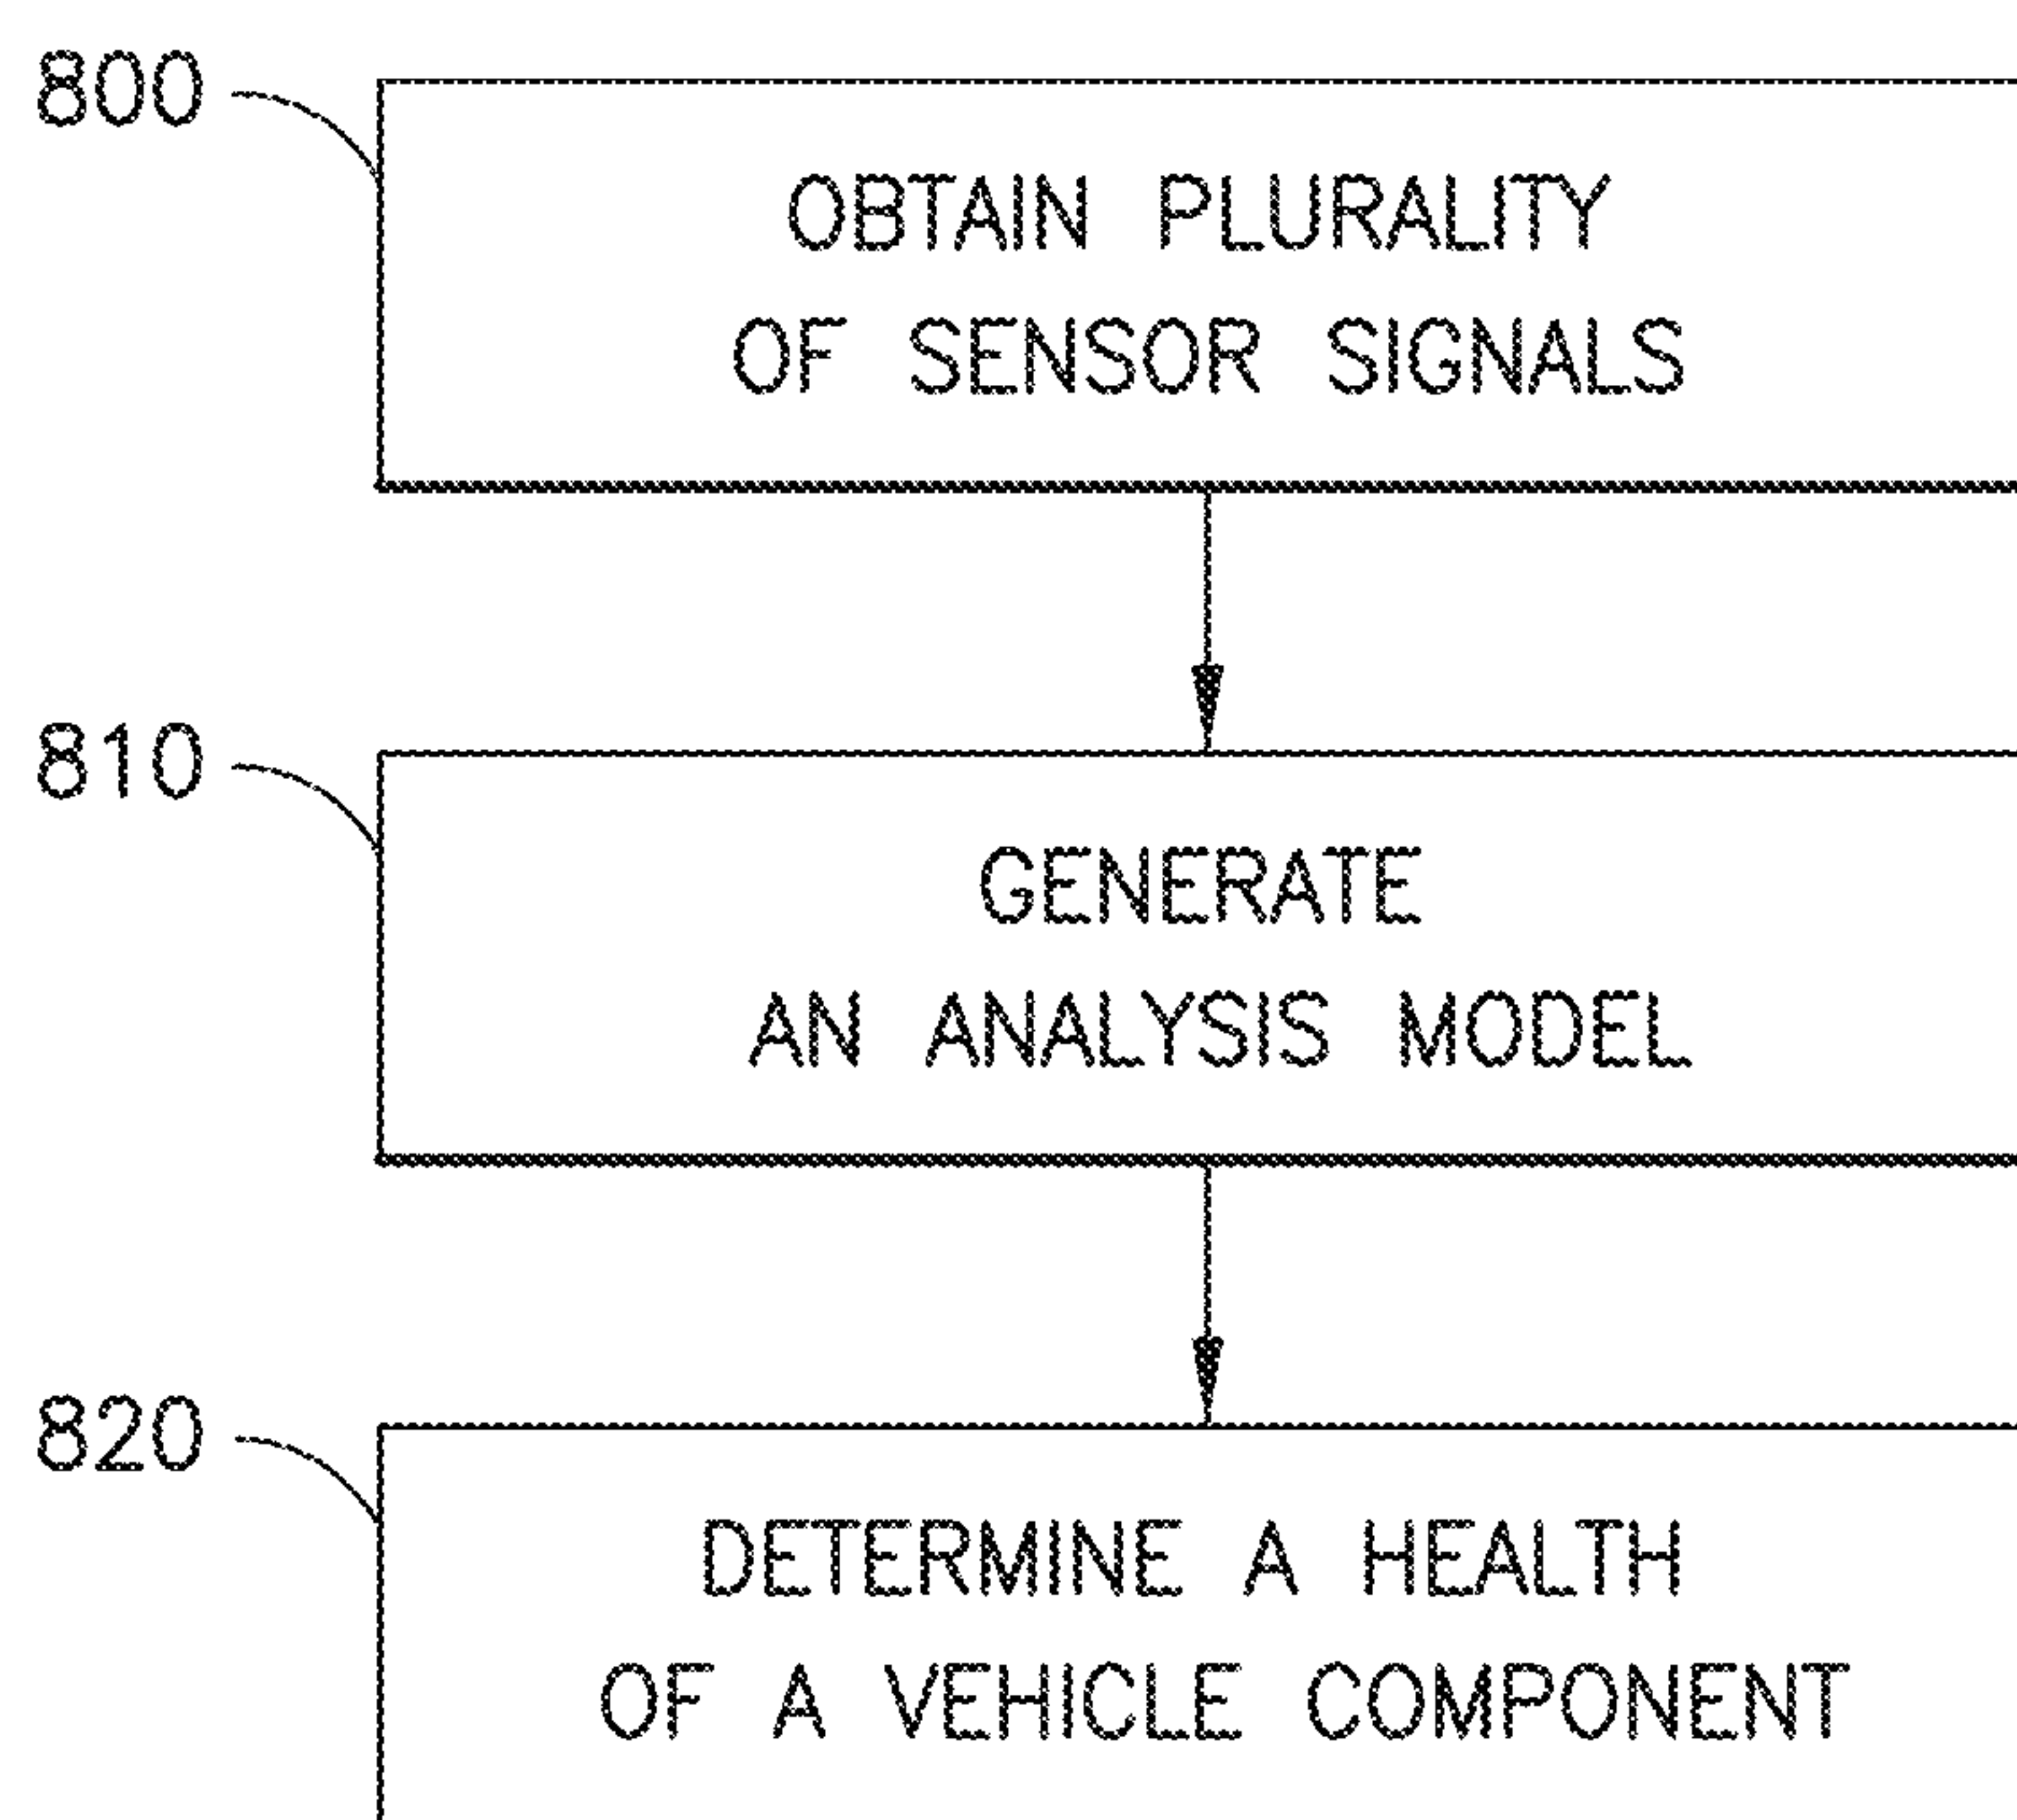 800
OBTAIN PLURALITY
OF SENSOR SIGNALS
810
GENERATE
AN ANALYSIS MODEL
820
DETERMINE A HEALTH
OF A VEHICLE COMPONENT